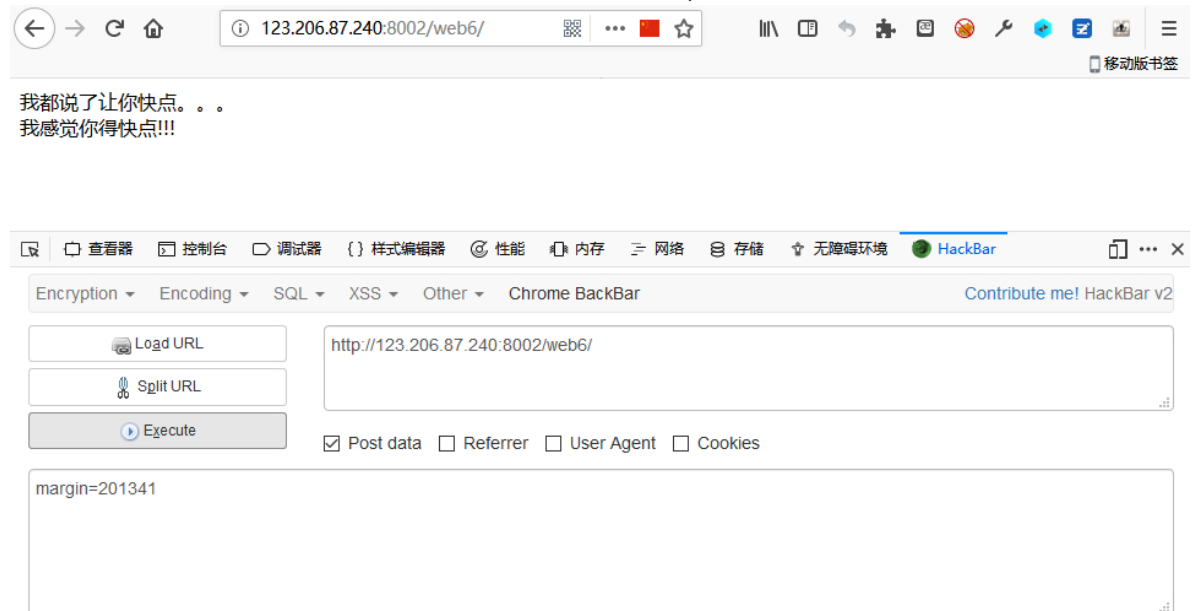 123.206.87.240:8002/web6/
移动版书签
我都说了让你快点。。。
我感觉你得快点!!!
查看器 控制台 调试器 {} 样式编辑器 性能 内存 网络 存储 无障碍环境 HackBar
Encryption Encoding SQL XSS Other Chrome BackBar Contribute me! HackBar v2
Load URL http://123.206.87.240:8002/web6/
Split URL
Execute
Post data Referrer User Agent Cookies
margin=201341